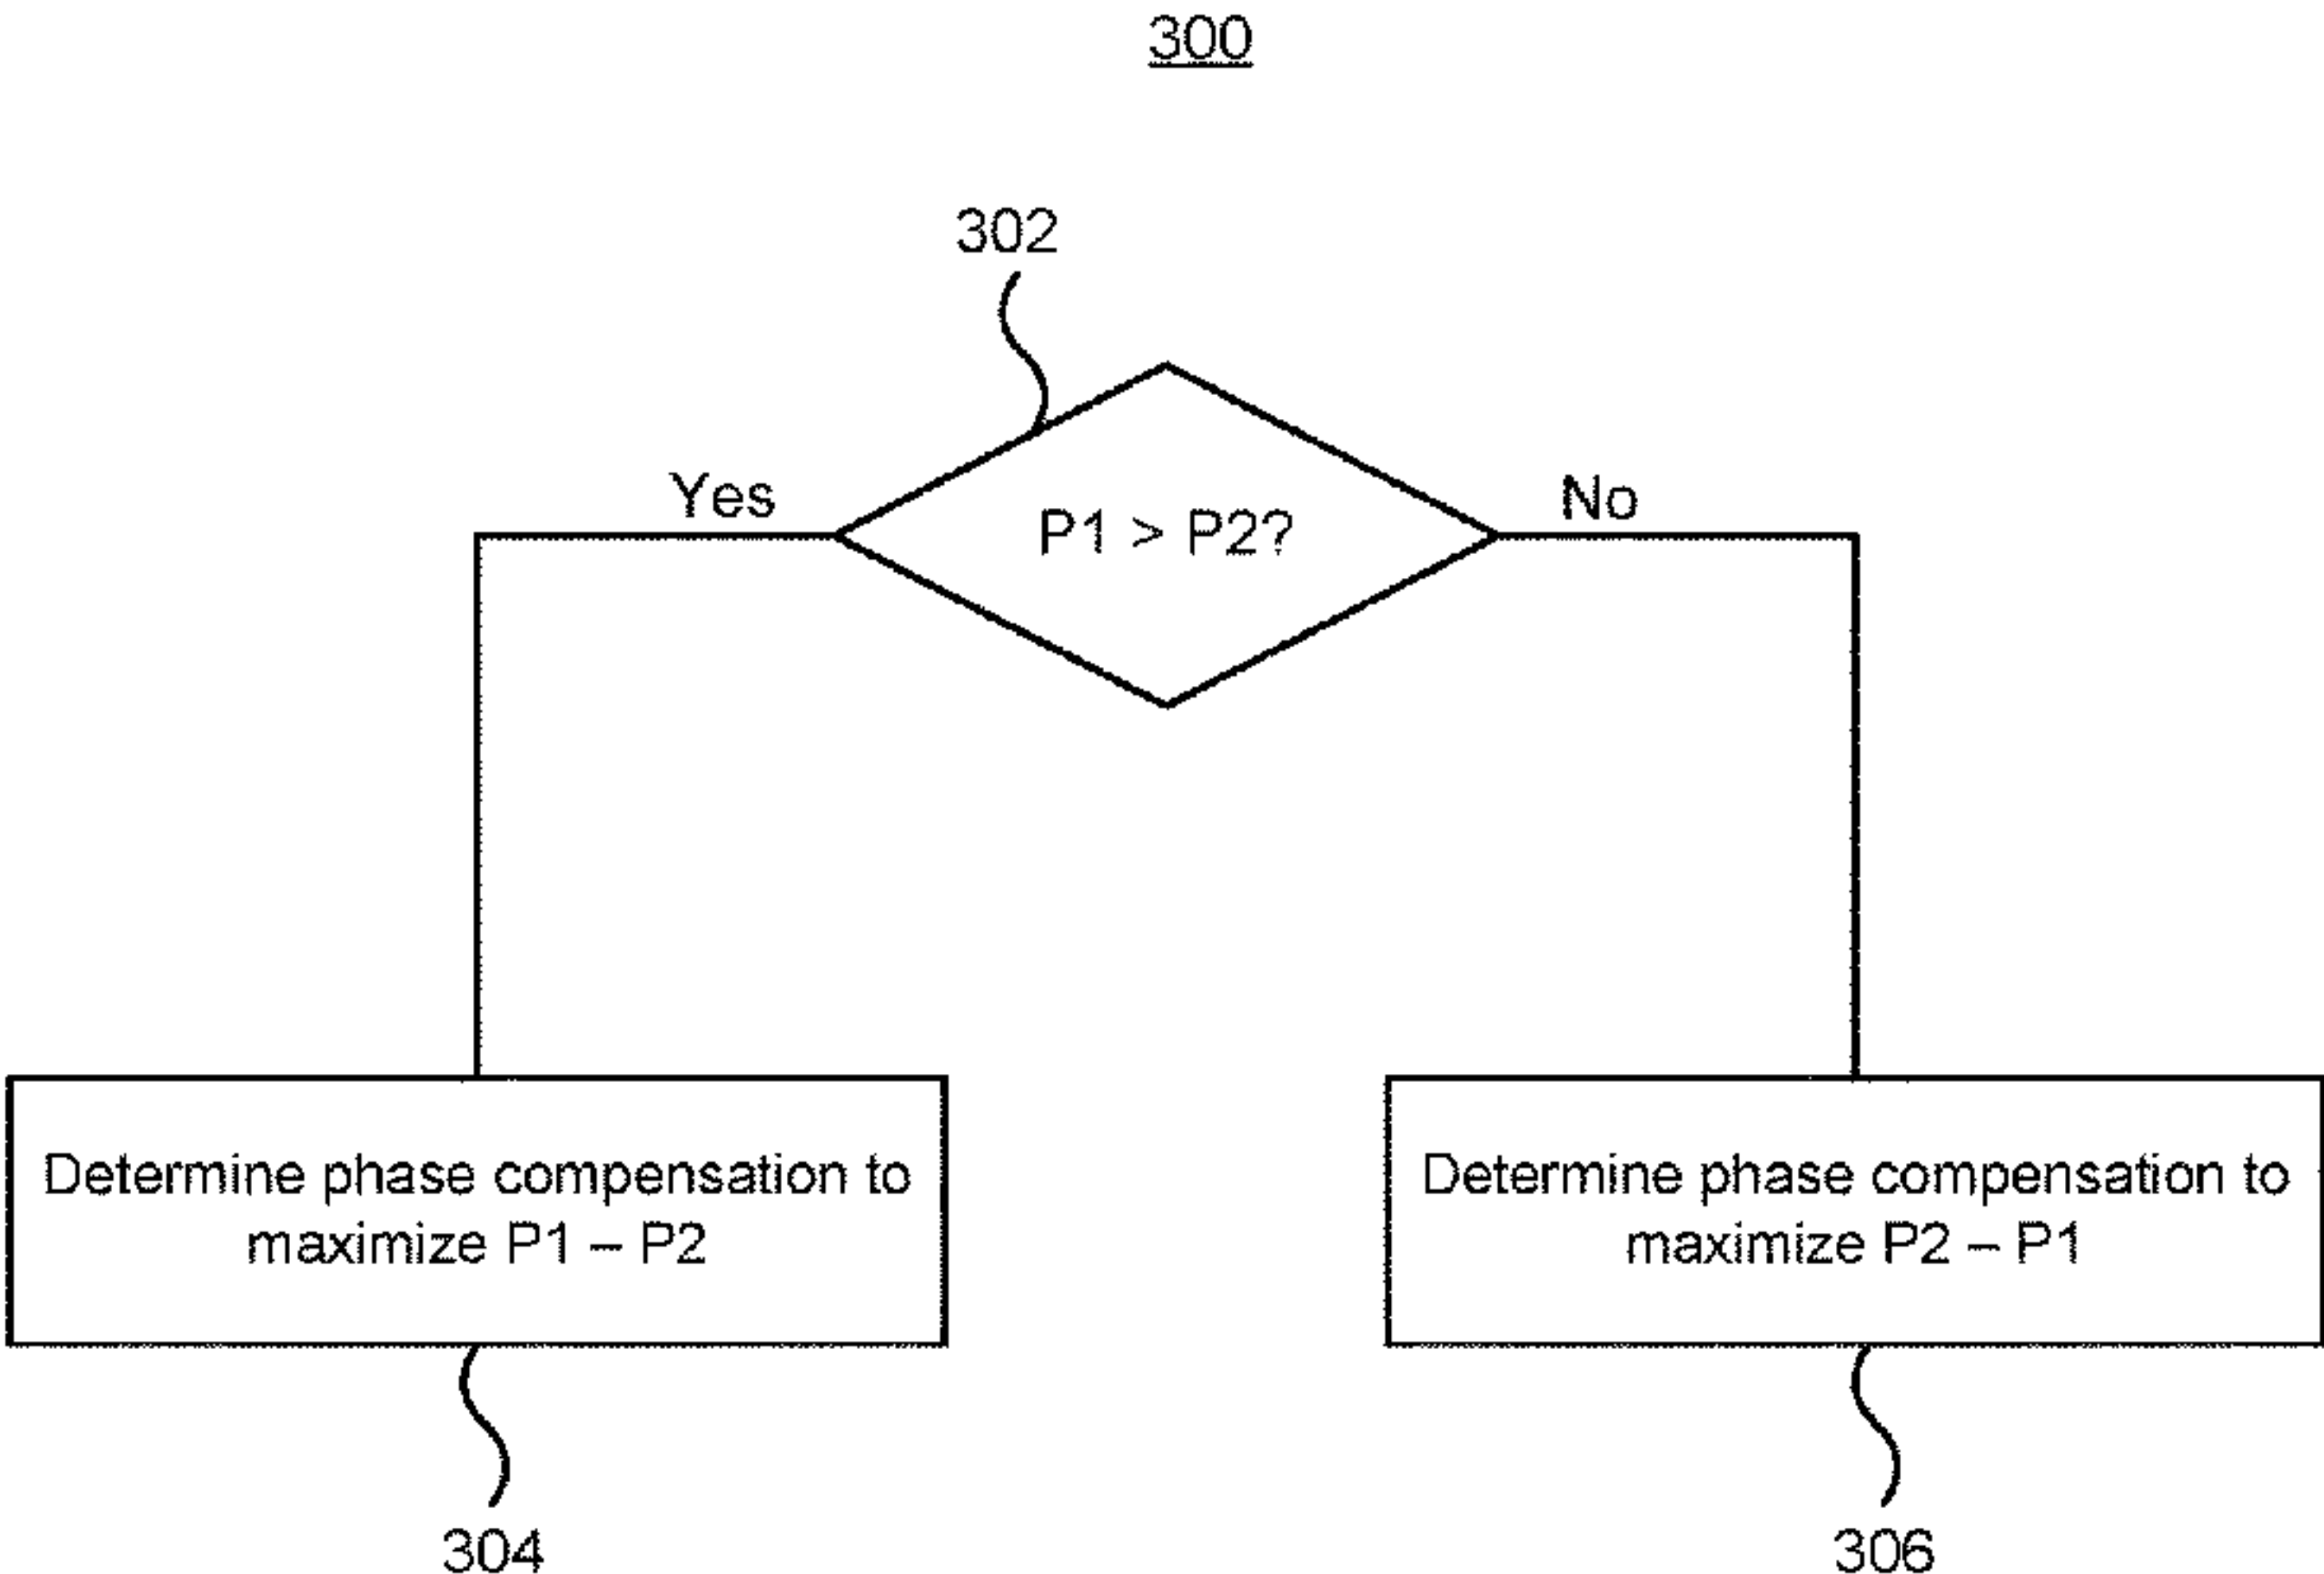 300
302
Yes
P1 > P2?
No
Determine phase compensation to
maximize P1 – P2
Determine phase compensation to
maximize P2 – P1
304
306